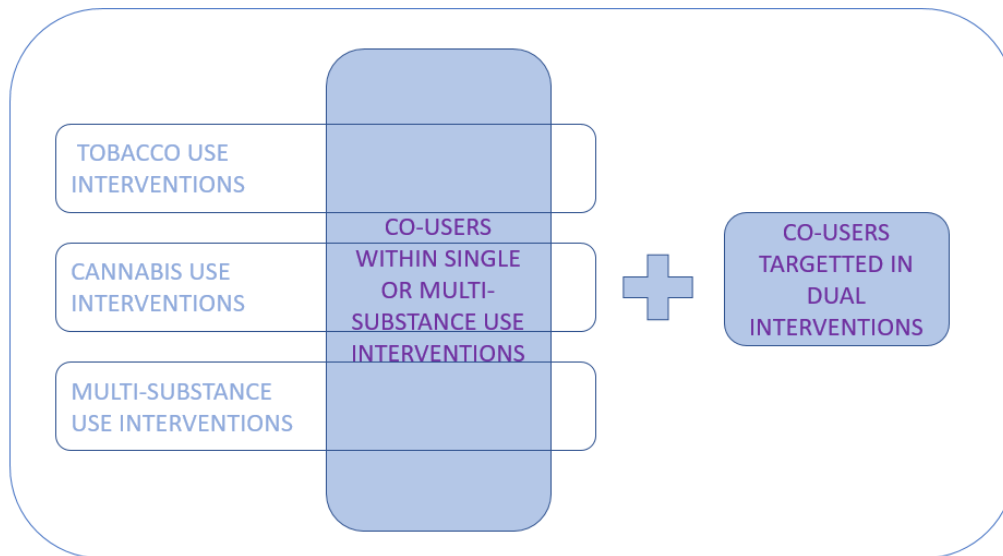 TOBACCO USE
INTERVENTIONS
CANNABIS USE
INTERVENTIONS
MULTI-SUBSTANCE
USE INTERVENTIONS
CO-USERS
WITHIN SINGLE
OR MULTI-
SUBSTANCE USE
INTERVENTIONS
CO-USERS
TARGETTED IN
DUAL
INTERVENTIONS